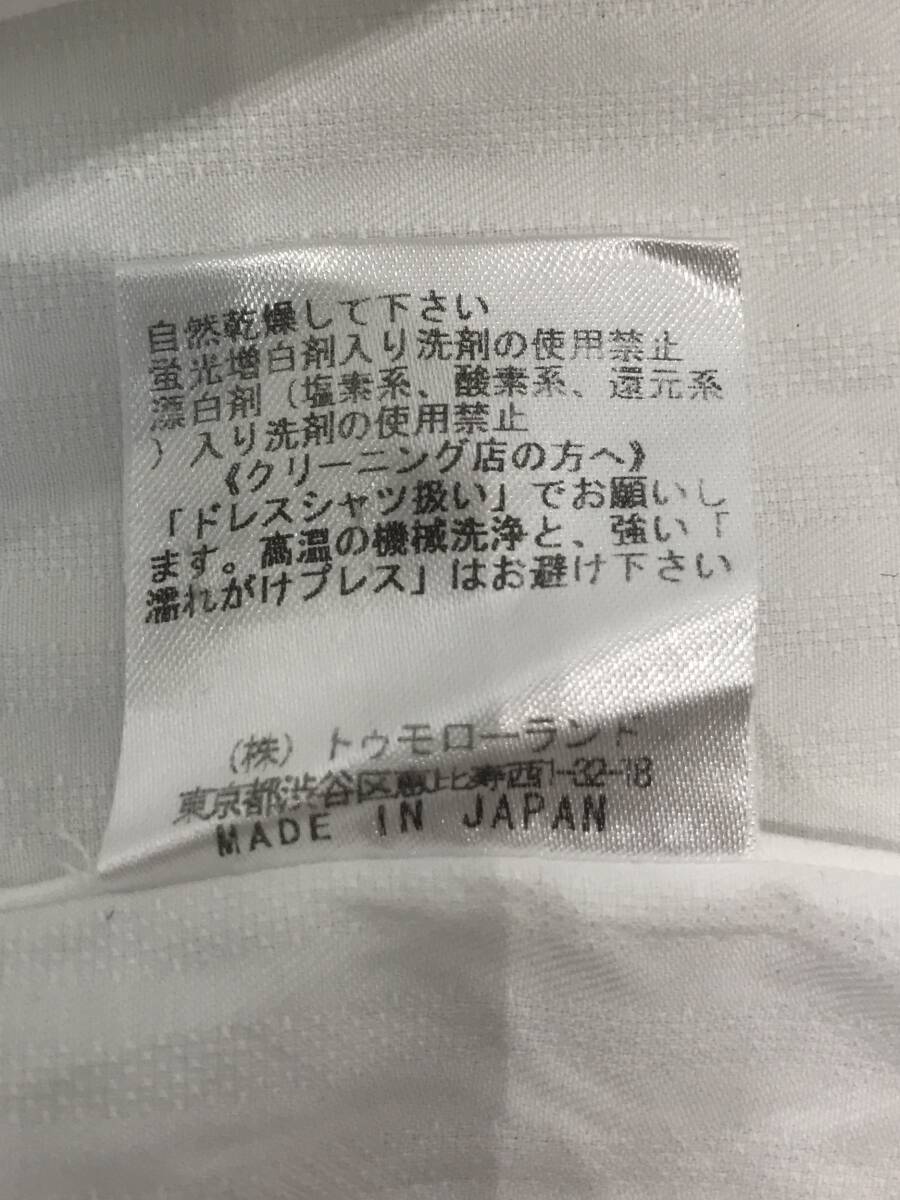 自然乾燥して下さい
蛍光増白剤入り洗剤の使用禁止
漂白剤（塩素系、酸素系、還元系
）入り洗剤の使用禁止
《クリーニング店の方へ》
「ドレスシャツ扱い」でお願いし
ます。高温の機械洗浄と、強い「
濡れがけプレス」はお避け下さい
（株）トゥモローランド
東京都渋谷区恵比寿西1-32-18
MADE IN JAPAN